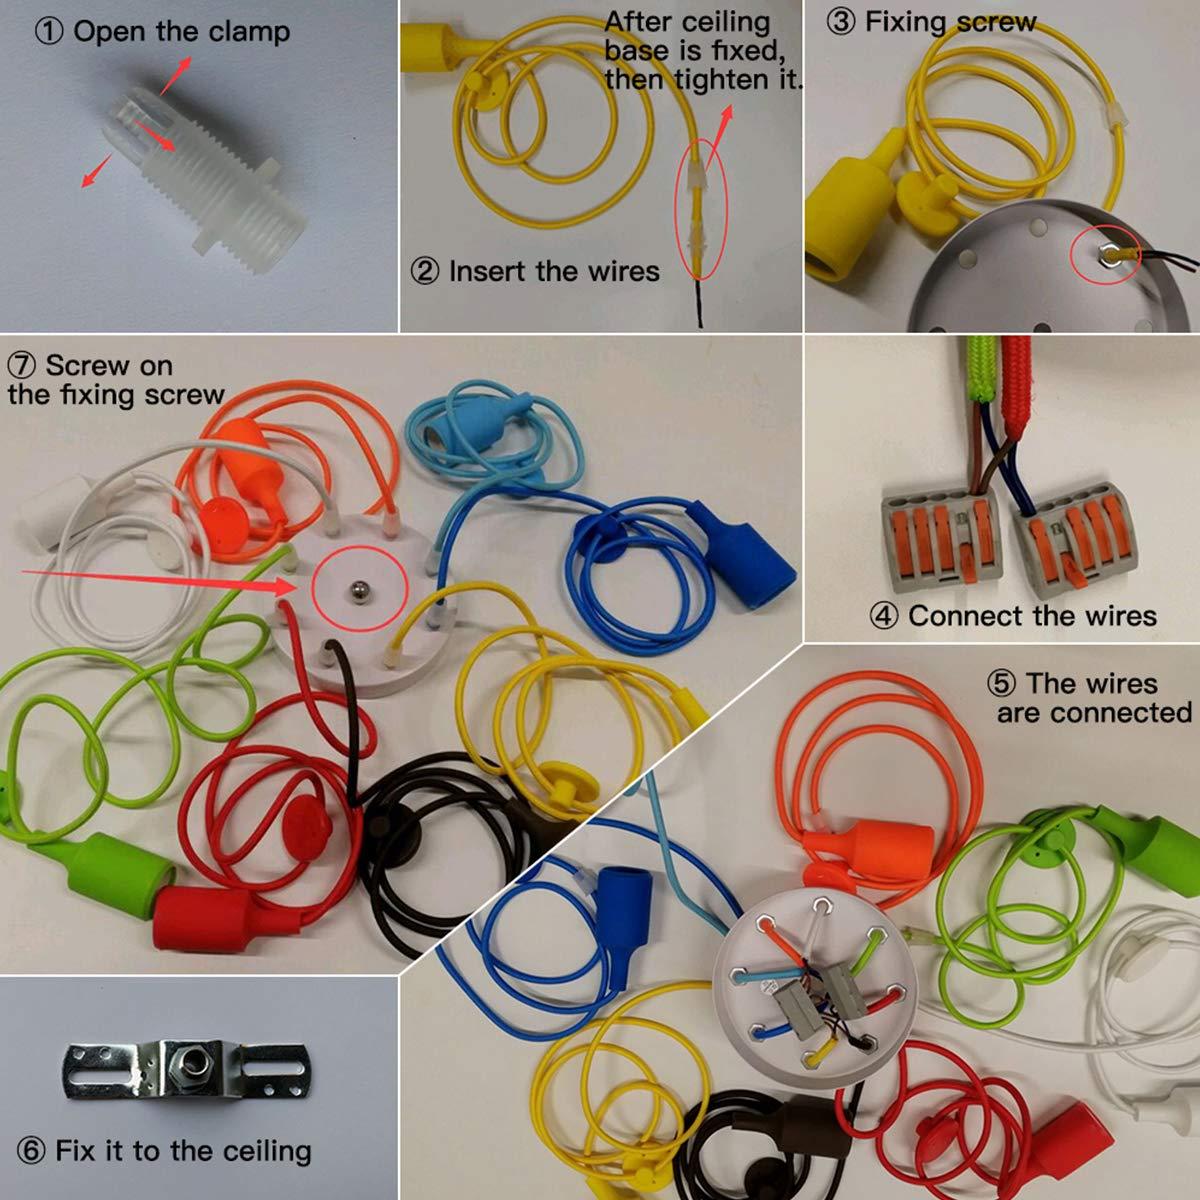 ① Open the clamp
After ceiling
base is fixed,
then tighten it.
② Insert the wires
③ Fixing screw
④ Connect the wires
⑤ The wires
are connected
⑥ Fix it to the ceiling
⑦ Screw on
the fixing screw